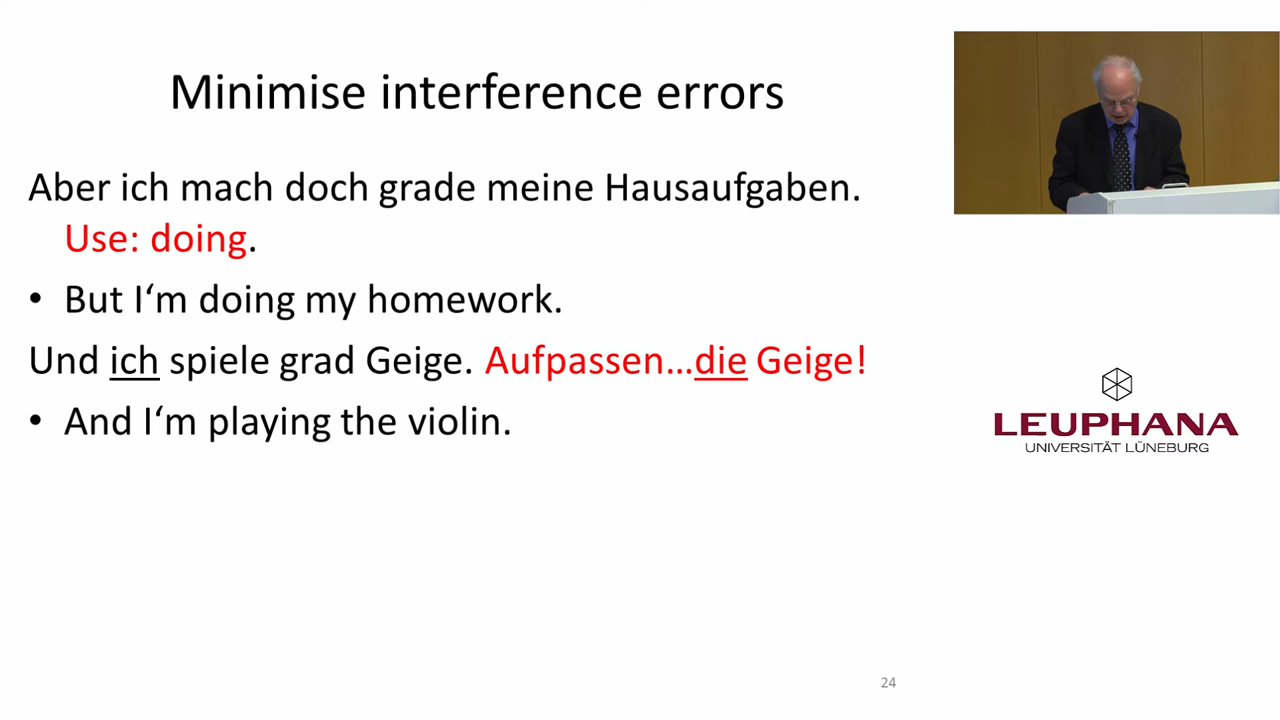 Minimise interference errors
Aber ich mach doch grade meine Hausaufgaben.
Use: doing.
• But I‘m doing my homework.
Und ich spiele grad Geige. Aufpassen...die Geige!
• And I‘m playing the violin.
LEUPHANA
UNIVERSITÄT LÜNEBURG
24